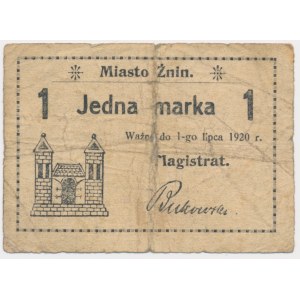 Miasto Żnin.
1 Jedna marka 1
Ważne do 1-go lipca 1920 r.
Magistrat.